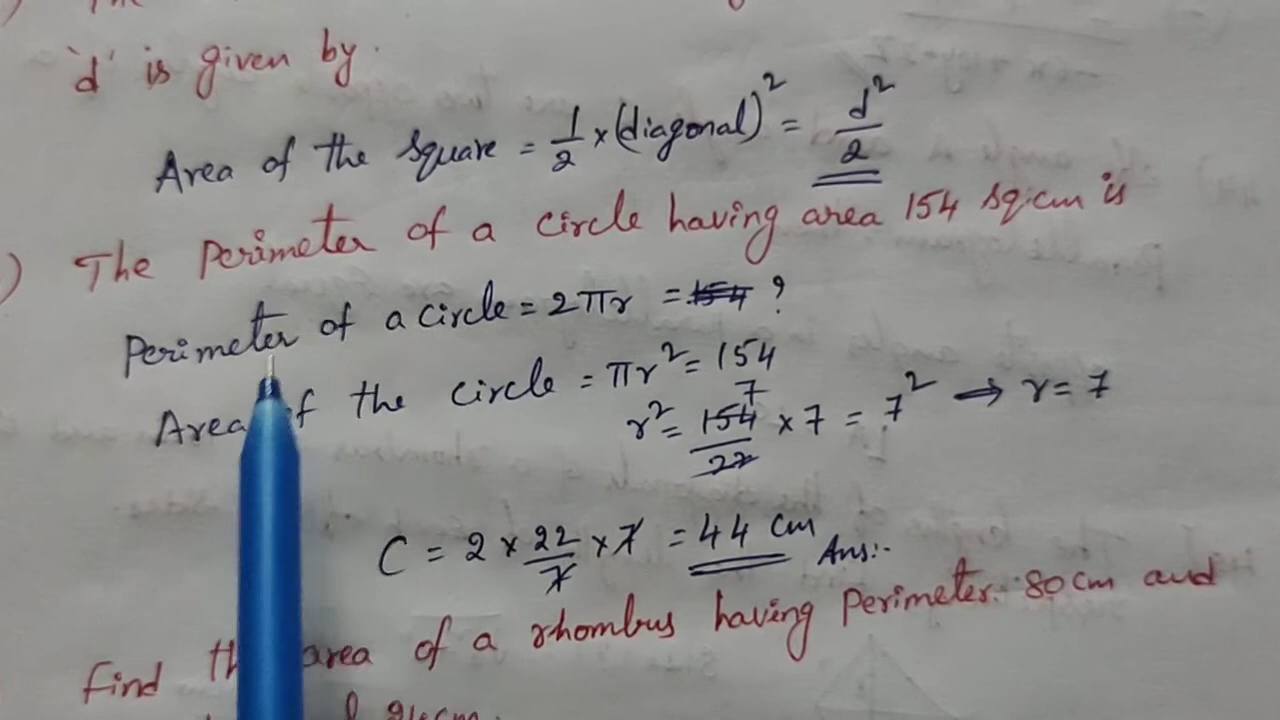 'd' is given by.
Area of the square = 1/2 × (diagonal)² = d²/2
) The perimeter of a circle having area 154 sq.cm is
Perimeter of a circle = 2πr = 154 ?
Area of the circle = πr² = 154
r² = 154/22 × 7 = 7² ⇒ r = 7
7
C = 2 × 22/7 × 7 = 44 cm Ans:-
Find area of a rhombus having Perimeter. 80cm and